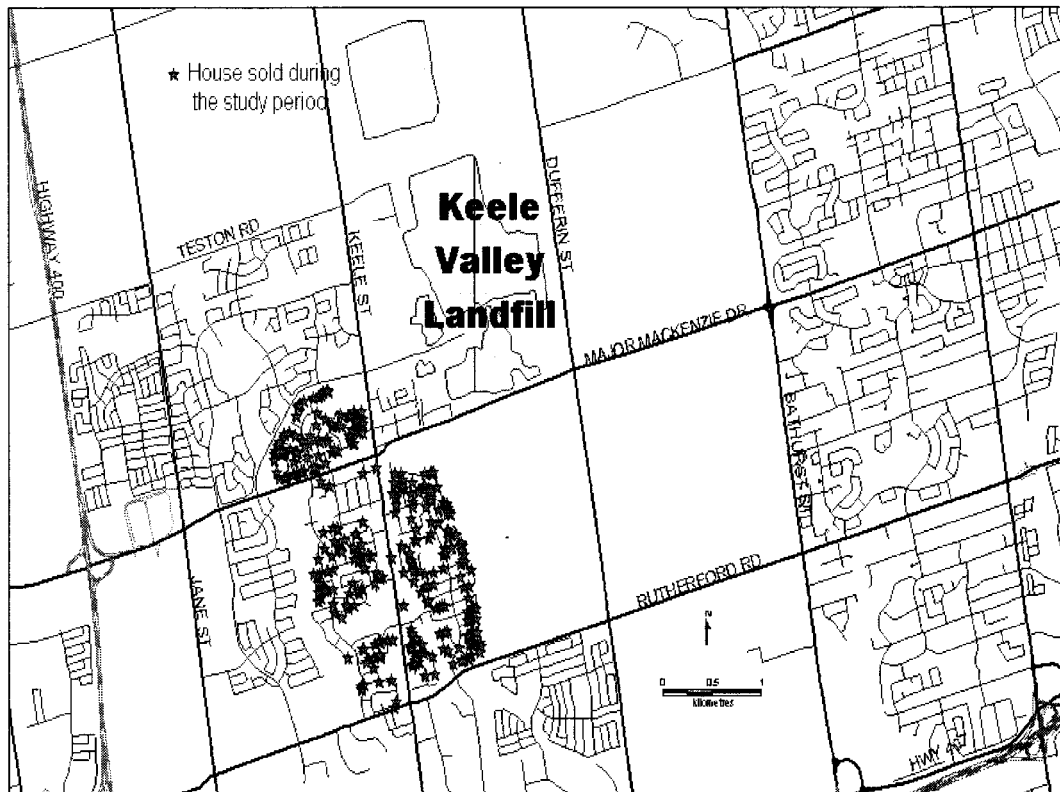 ★ House sold during
the study period
HIGHWAY 400
TESTON RD
KEELE ST
DUFFERIN ST
Keele
Valley
Landfill
MAJOR MACKENZIE DR
BATHURST ST
JANE ST
RUTHERFORD RD
0 0.5 1
kilometres
HWY